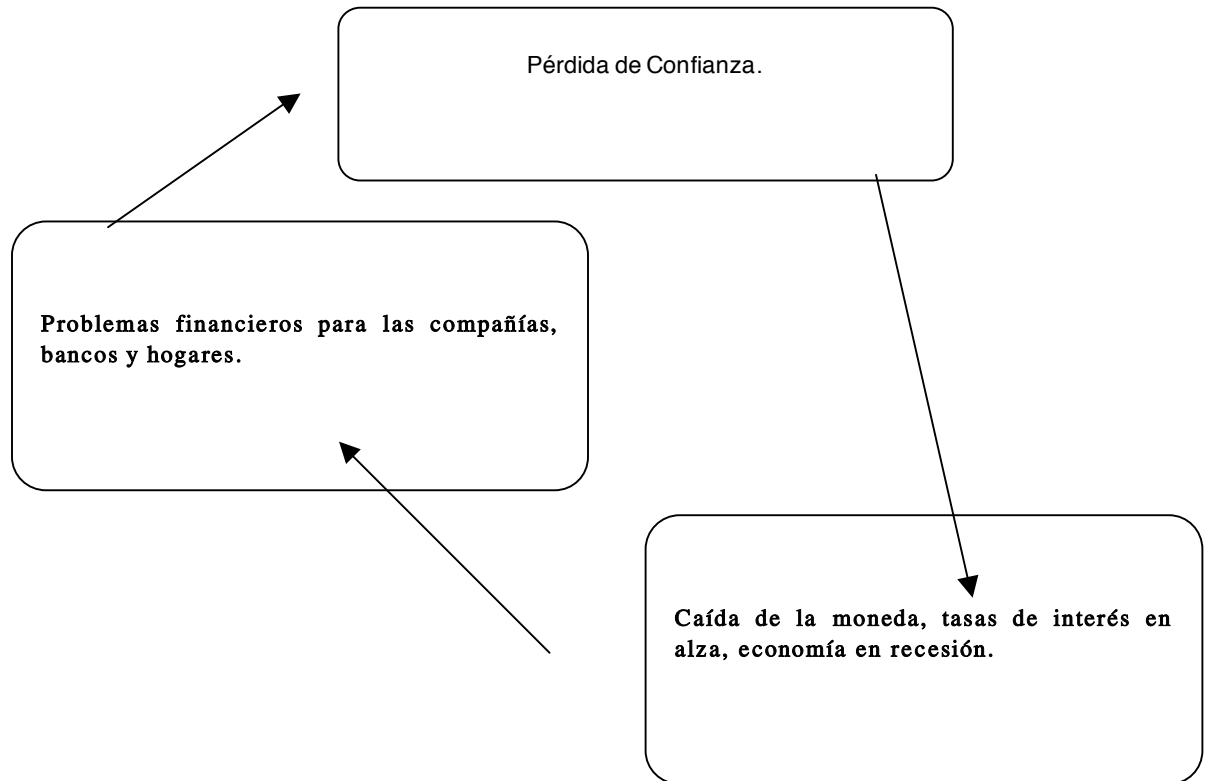 Pérdida de Confianza.
Problemas financieros para las compañías,
bancos y hogares.
Caída de la moneda, tasas de interés en
alza, economía en recesión.